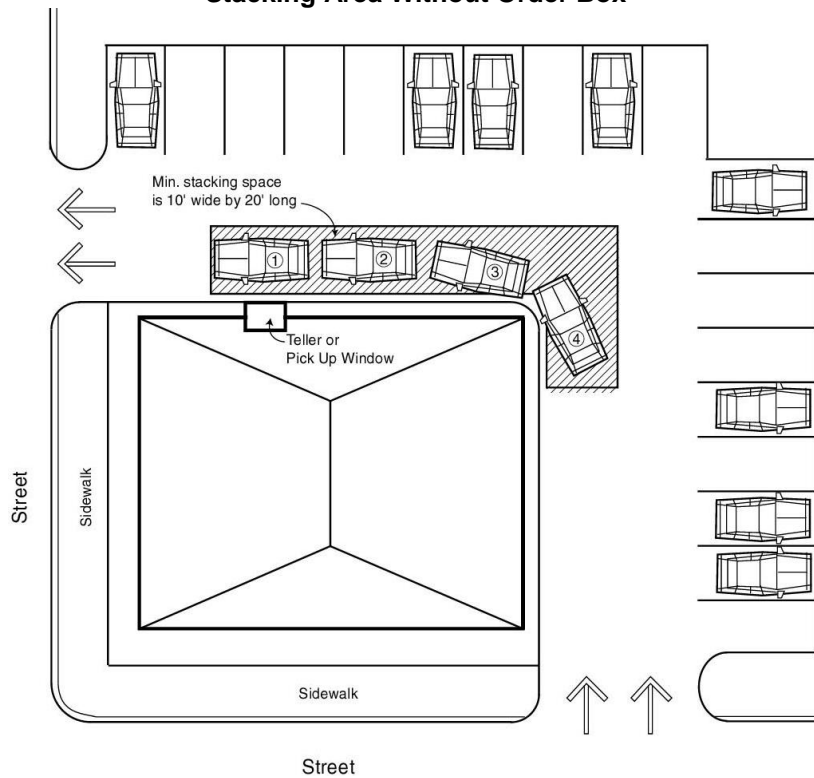 Stacking Area Without Order Box
Min. stacking space
is 10' wide by 20' long
①
②
③
④
Teller or
Pick Up Window
Street
Sidewalk
Sidewalk
Street